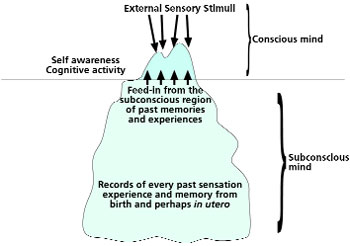 External Sensory Stimuli
Conscious mind
Self awareness
Cognitive activity
Feed-in from the
subconscious region
of past memories
and experiences
Subconscious
mind
Records of every past sensation
experience and memory from
birth and perhaps in utero